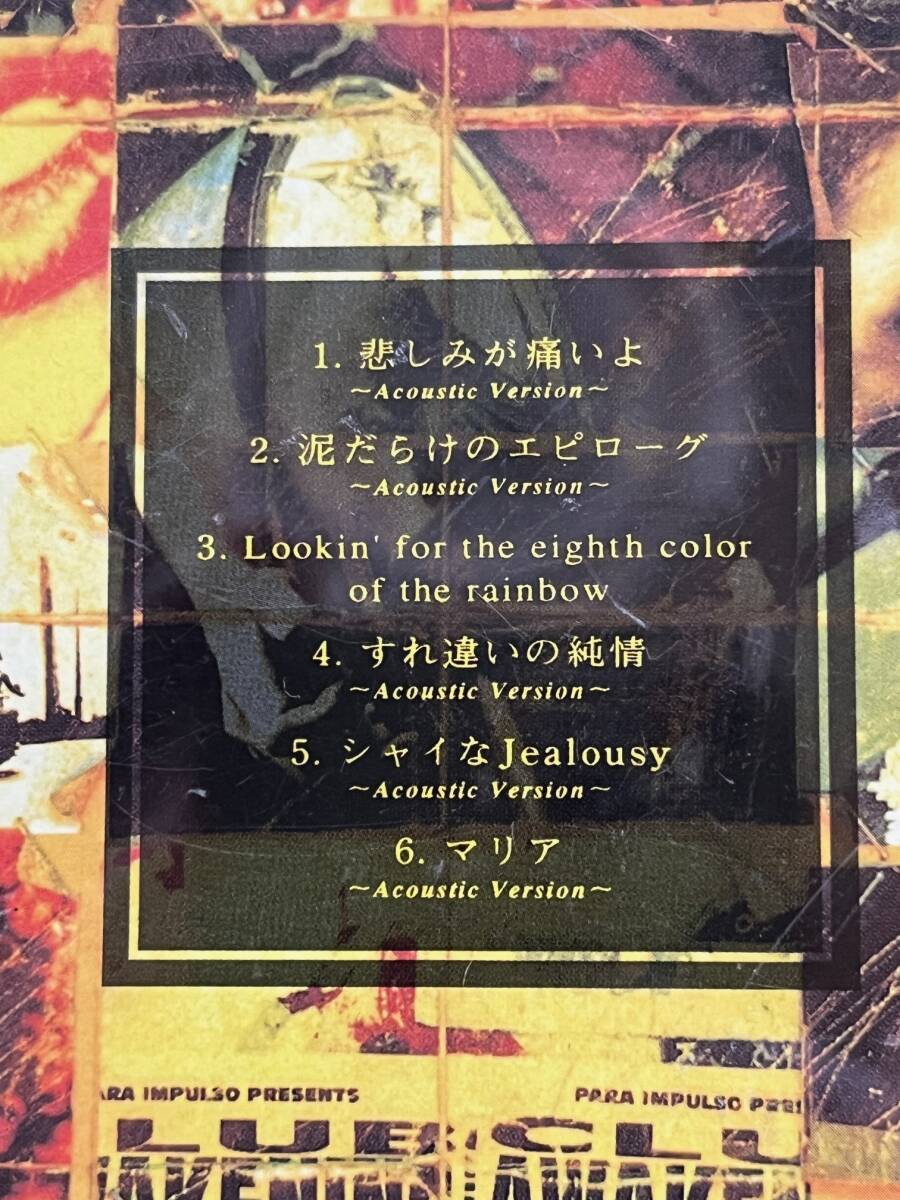 1. 悲しみが痛いよ
~Acoustic Version~
2. 泥だらけのエピローグ
~Acoustic Version~
3. Lookin' for the eighth color
of the rainbow
4. すれ違いの純情
~Acoustic Version~
5. シャイなJealousy
~Acoustic Version~
6. マリア
~Acoustic Version~
ARA IMPULSO PRESENTS
PARA IMPULSO PRE